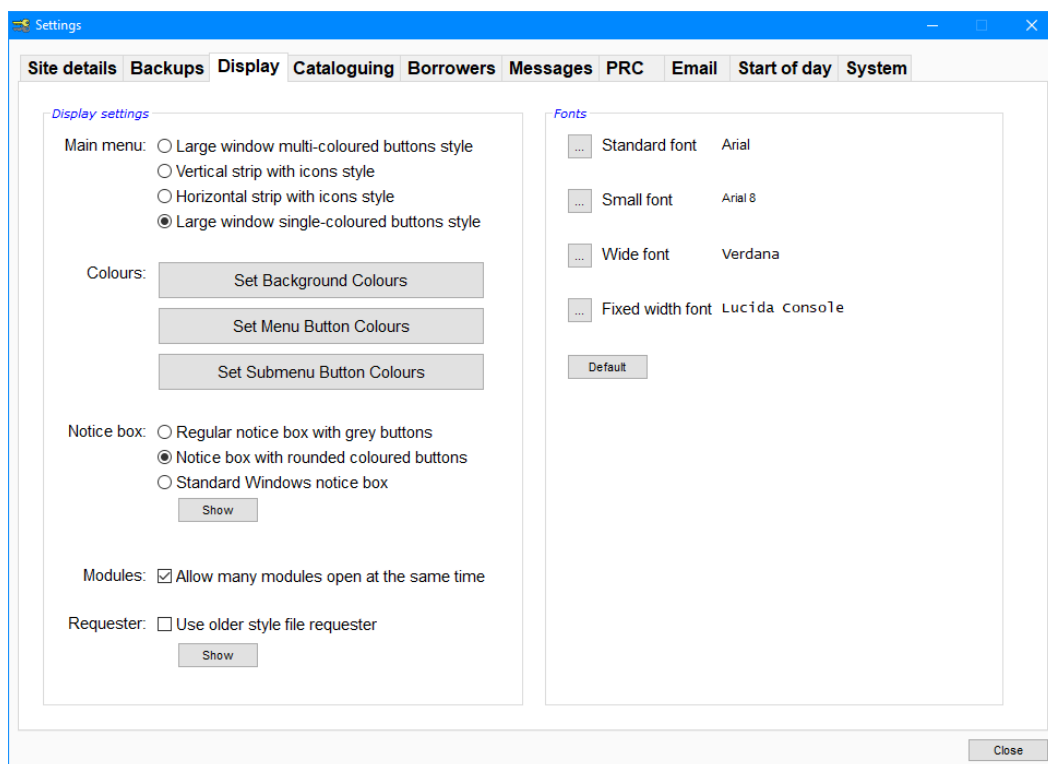 Settings
Site details Backups Display Cataloguing Borrowers Messages PRC Email Start of day System
Display settings
Main menu: Large window multi-coloured buttons style
Vertical strip with icons style
Horizontal strip with icons style
Large window single-coloured buttons style
Colours: Set Background Colours
Set Menu Button Colours
Set Submenu Button Colours
Notice box: Regular notice box with grey buttons
Notice box with rounded coloured buttons
Standard Windows notice box
Show
Modules: Allow many modules open at the same time
Requester: Use older style file requester
Show
Fonts
... Standard font Arial
... Small font Arial 8
... Wide font Verdana
... Fixed width font Lucida Console
Default
Close